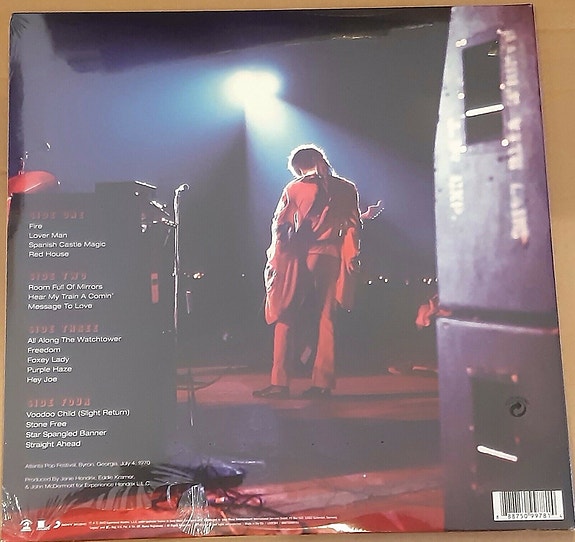 SIDE ONE
Fire
Lover Man
Spanish Castle Magic
Red House
SIDE TWO
Room Full Of Mirrors
Hear My Train A Comin'
Message To Love
SIDE THREE
All Along The Watchtower
Freedom
Foxey Lady
Purple Haze
Hey Joe
SIDE FOUR
Voodoo Child (Slight Return)
Stone Free
Star Spangled Banner
Straight Ahead
Atlanta Pop Festival, Byron, Georgia, July 4, 1970
Produced By Janie Hendrix, Eddie Kramer,
& John McDermott for Experience Hendrix L.L.C.